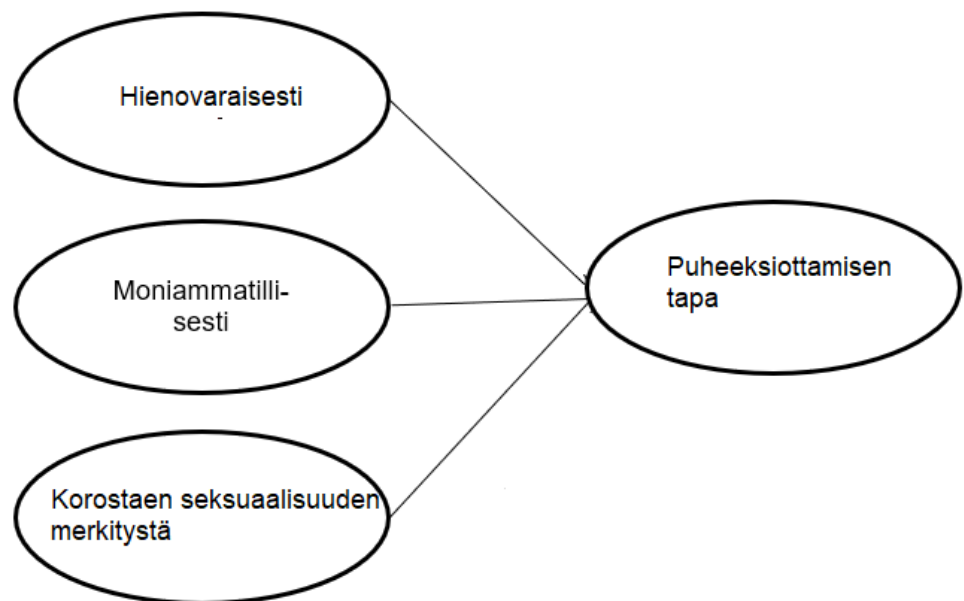 Hienovaraisesti
-
Moniammatilli-
sesti
Korostaen seksuaalisuuden
merkitystä
Puheeksiottamisen
tapa